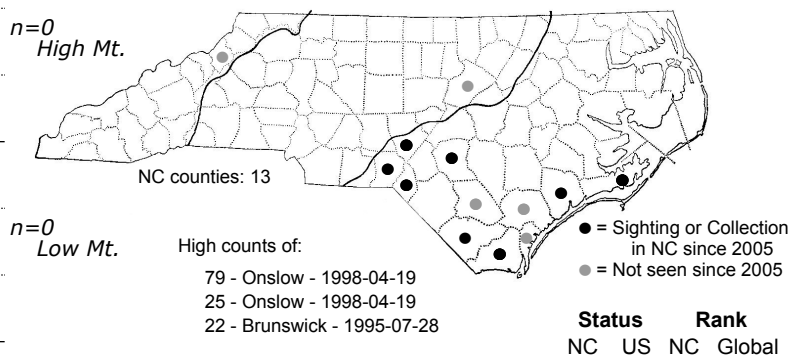 n=0
High Mt.
NC counties: 13
n=0
Low Mt.
High counts of:
79 - Onslow - 1998-04-19
25 - Onslow - 1998-04-19
22 - Brunswick - 1995-07-28
● = Sighting or Collection
in NC since 2005
● = Not seen since 2005
Status Rank
NC US NC Global